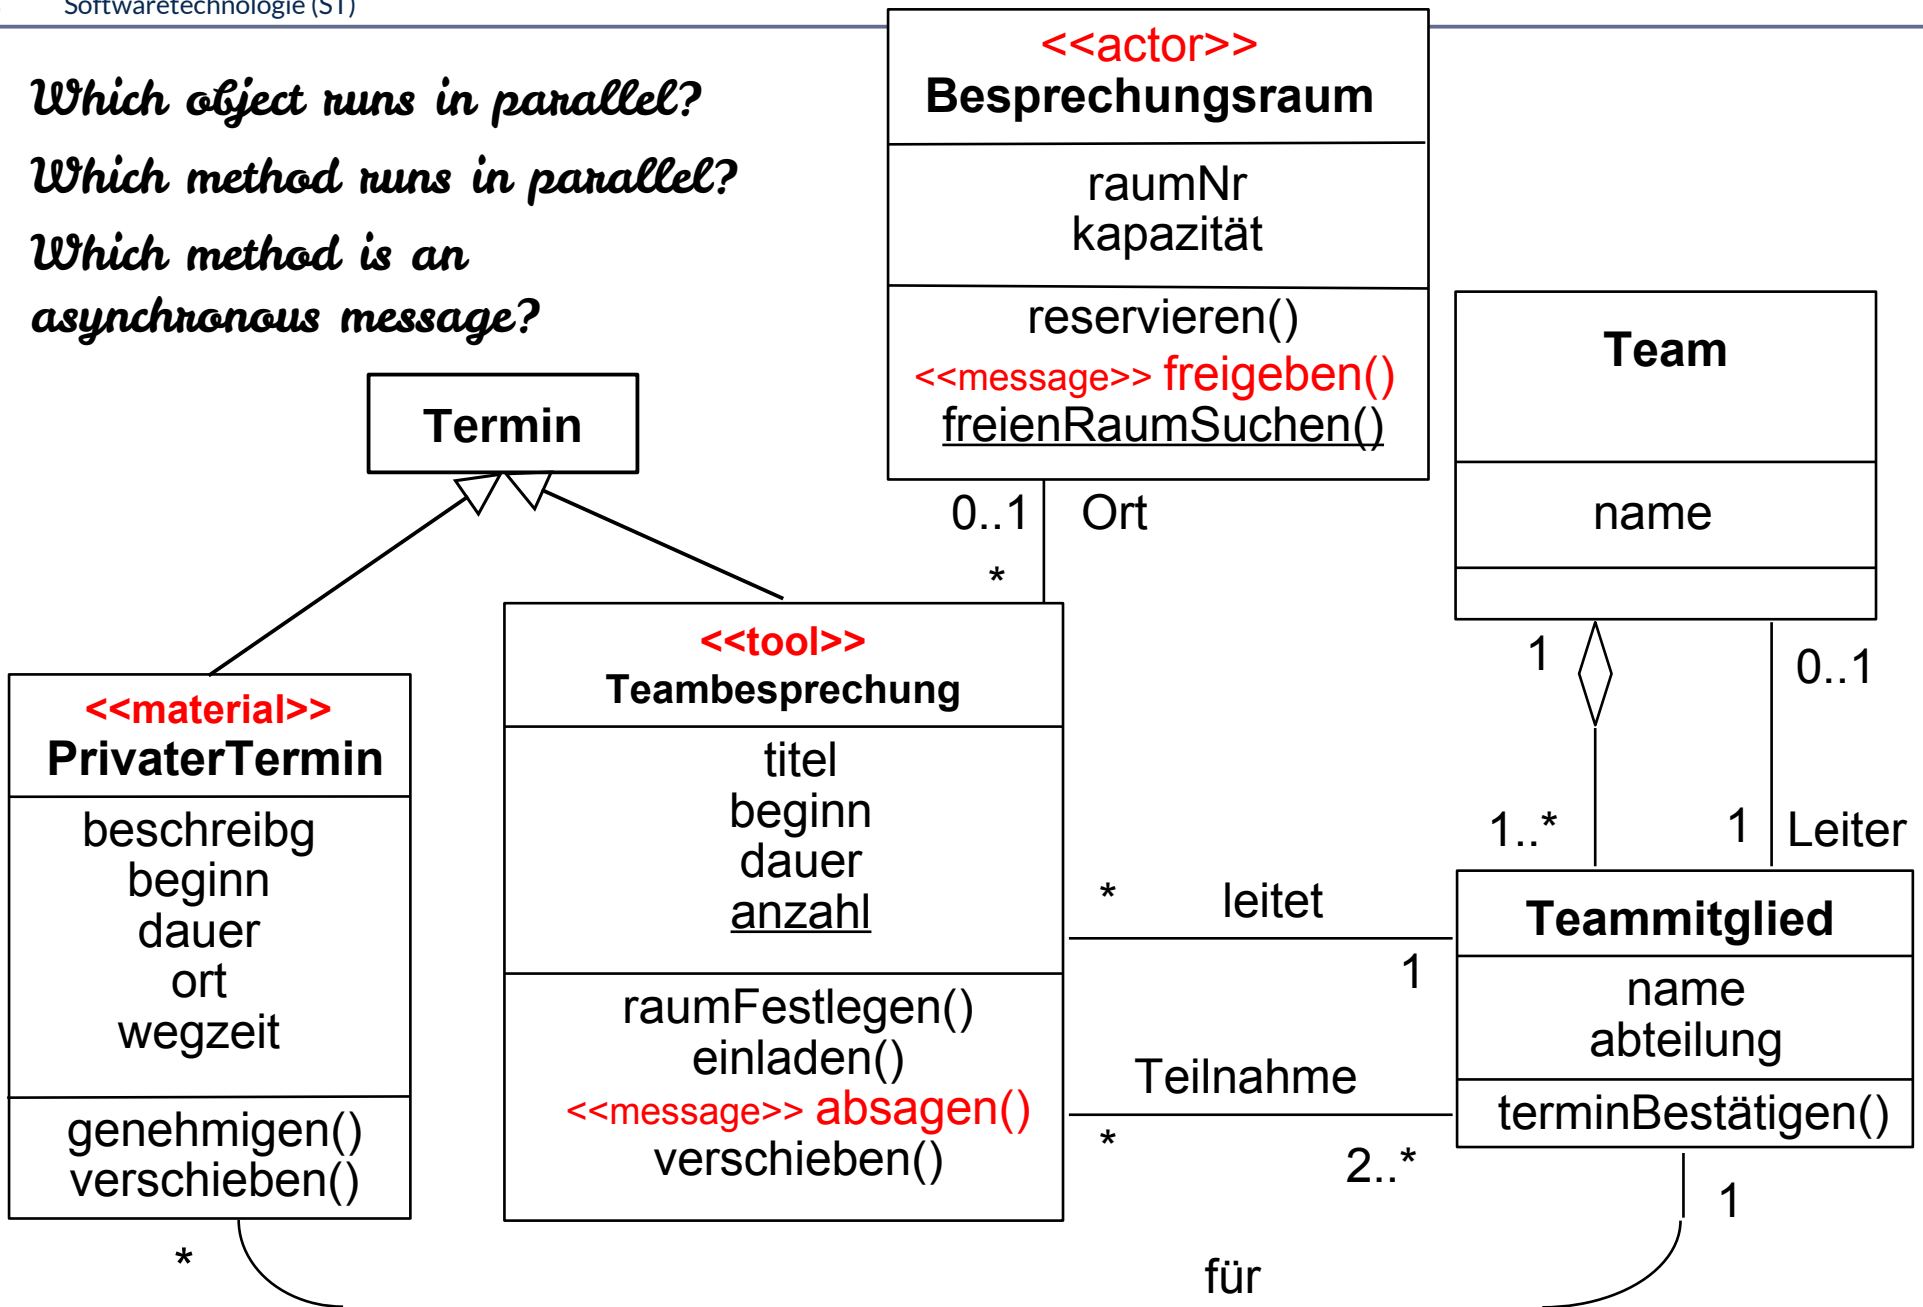 Softwaretechnologie (ST)
Which object runs in parallel?
Which method runs in parallel?
Which method is an
asynchronous message?
<<actor>>
Besprechungsraum
raumNr
kapazität
reservieren()
<<message>> freigeben()
freienRaumSuchen()
Team
name
Termin
0..1 Ort
*
1
0..1
<<material>>
PrivaterTermin
beschreibg
beginn
dauer
ort
wegzeit
genehmigen()
verschieben()
*
<<tool>>
Teambesprechung
titel
beginn
dauer
anzahl
raumFestlegen()
einladen()
<<message>> absagen()
verschieben()
1..*
1 Leiter
* leitet
1
Teilnahme
*
2..*
Teammitglied
name
abteilung
terminBestätigen()
1
für